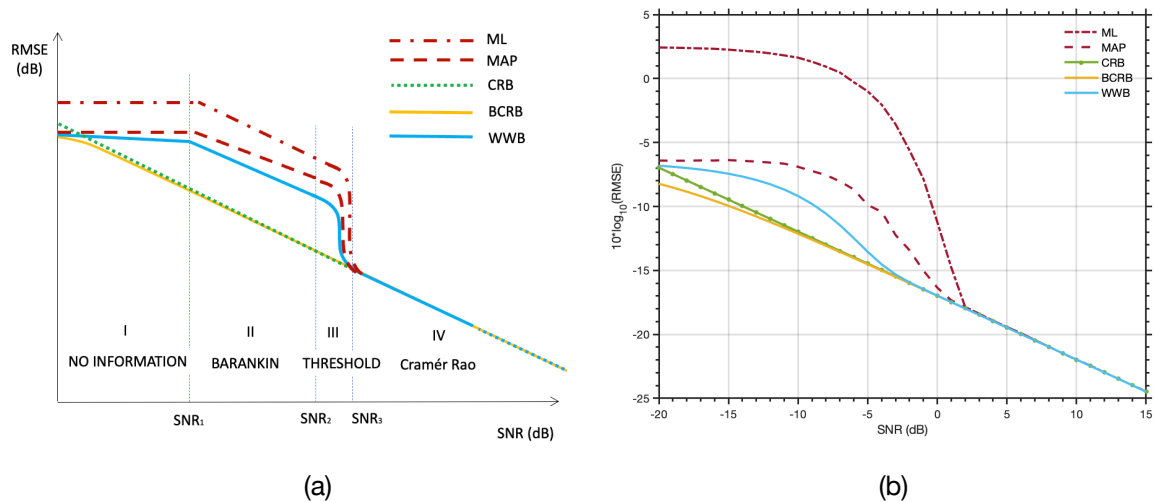 RMSE
(dB)
ML
MAP
CRB
BCRB
WWB
I
II
III
IV
NO INFORMATION
BARANKIN
THRESHOLD
Cramér Rao
SNR₁
SNR₂
SNR₃
SNR (dB)
(a)
5
0
-5
-10
-15
-20
-25
10*log₁₀(RMSE)
ML
MAP
CRB
BCRB
WWB
-20
-15
-10
-5
0
5
10
15
SNR (dB)
(b)